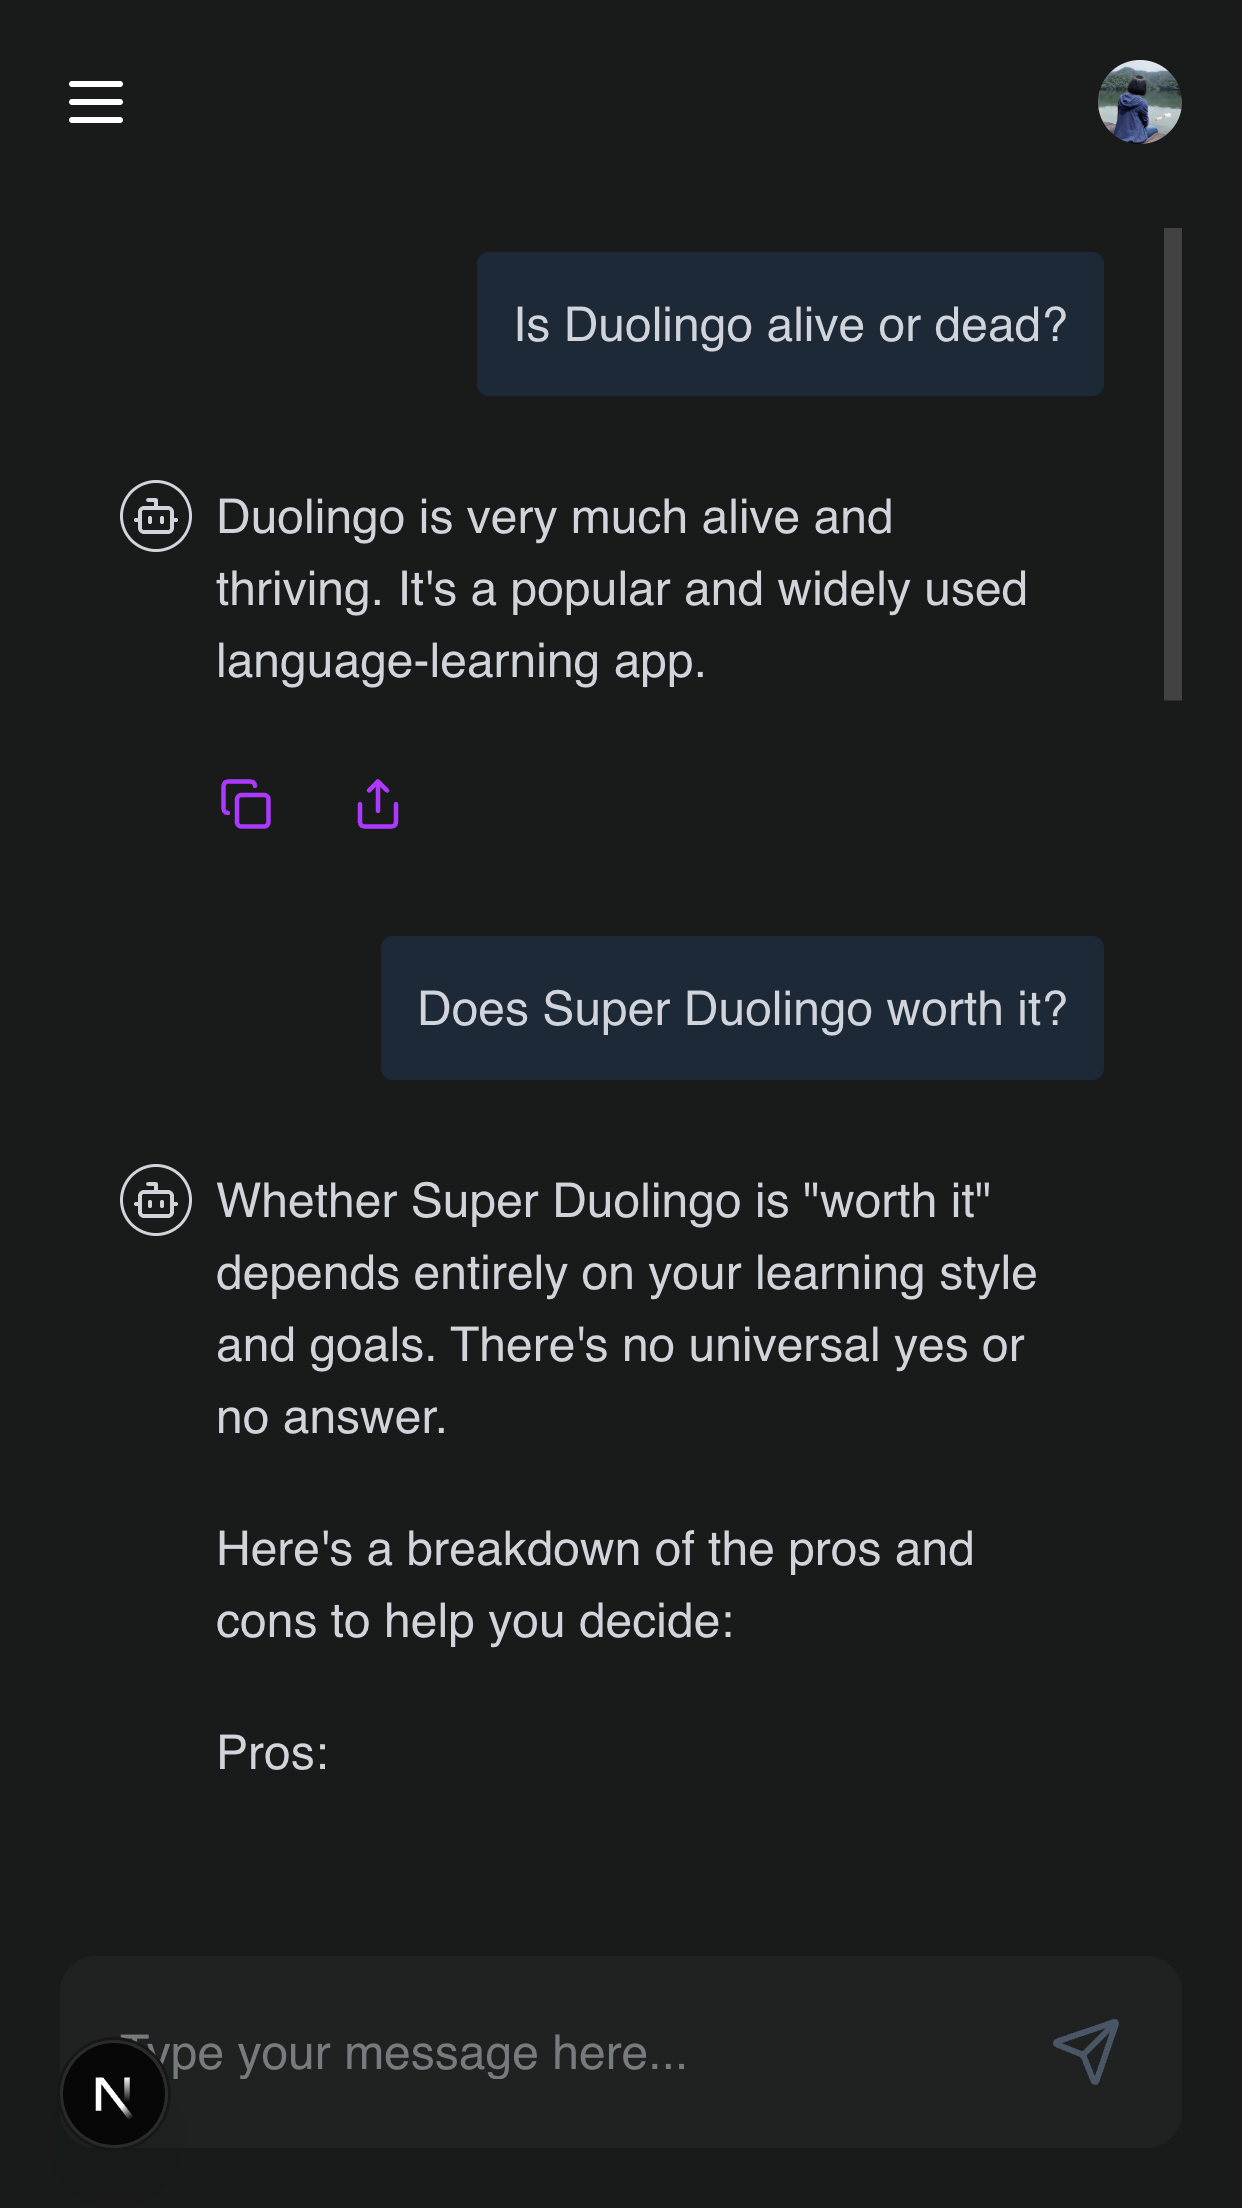 Is Duolingo alive or dead?
Duolingo is very much alive and
thriving. It's a popular and widely used
language-learning app.
Does Super Duolingo worth it?
Whether Super Duolingo is "worth it"
depends entirely on your learning style
and goals. There's no universal yes or
no answer.
Here's a breakdown of the pros and
cons to help you decide:
Pros:
Type your message here...
N